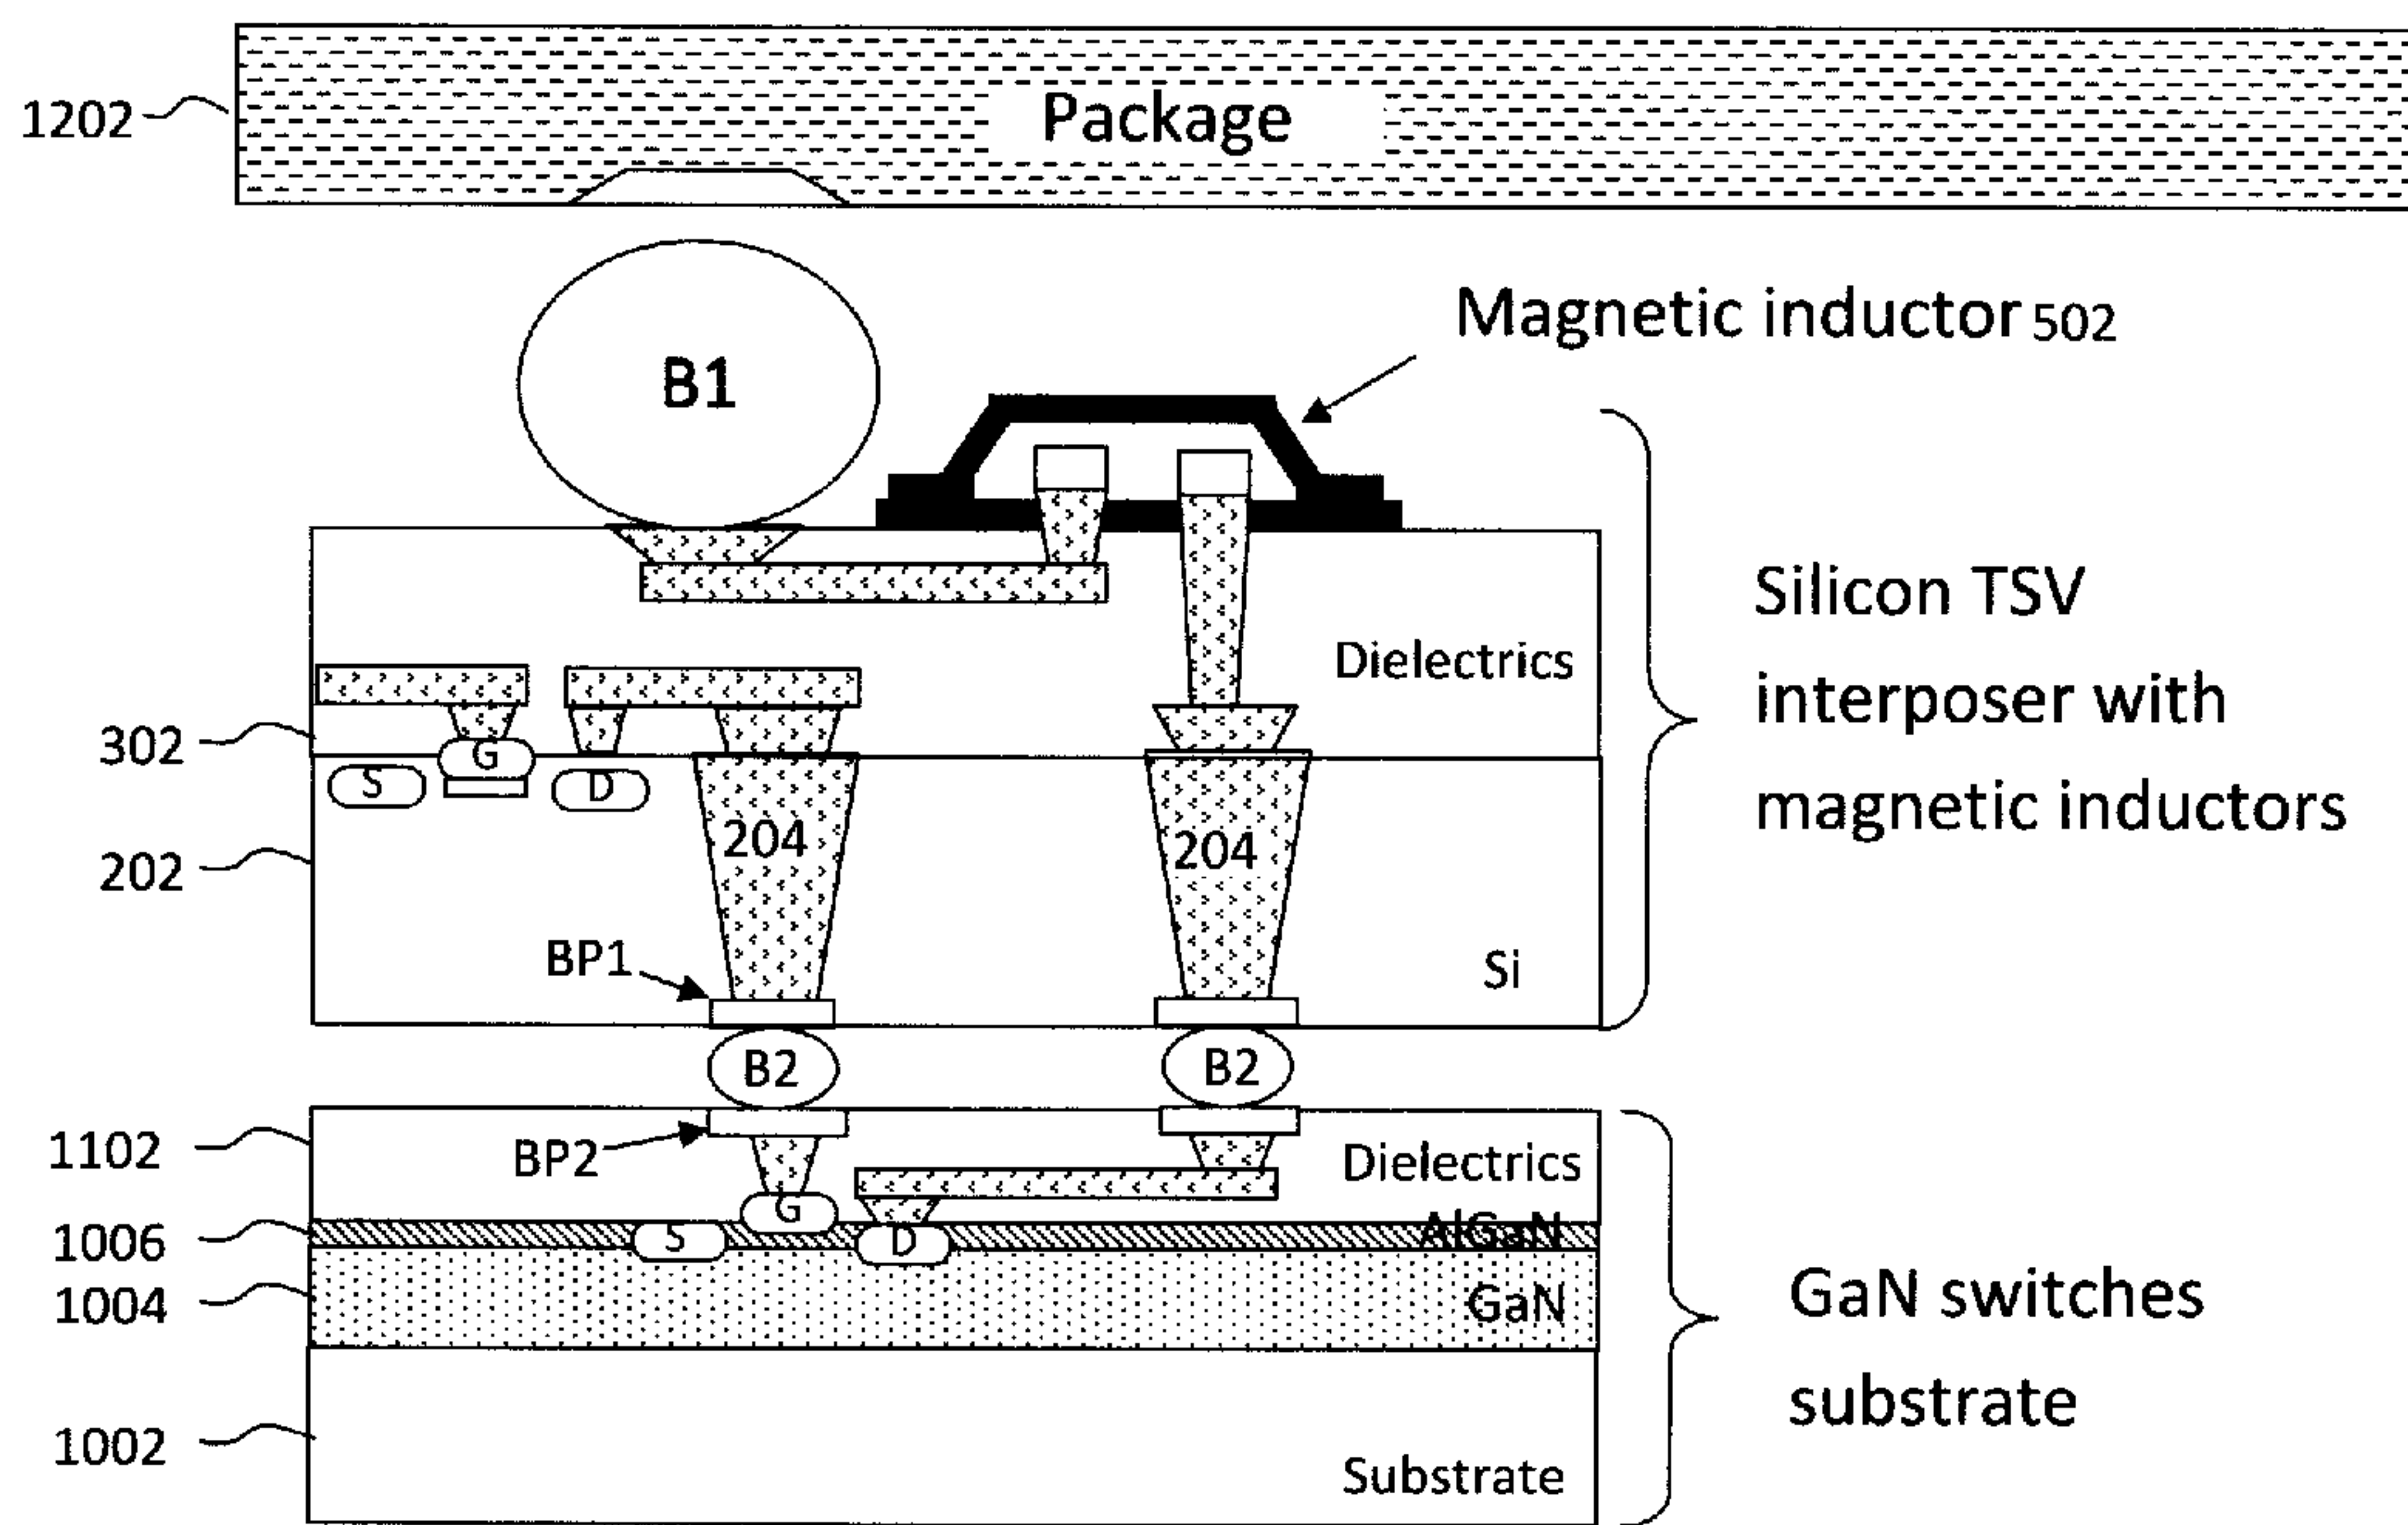 1202
Package
Magnetic inductor 502
B1
Silicon TSV
interposer with
magnetic inductors
Dielectrics
302
G
S
D
202
204
204
BP1
Si
B2
B2
1102
BP2
Dielectrics
G
1006
S
D
AlGaN
1004
GaN
GaN switches
substrate
1002
Substrate